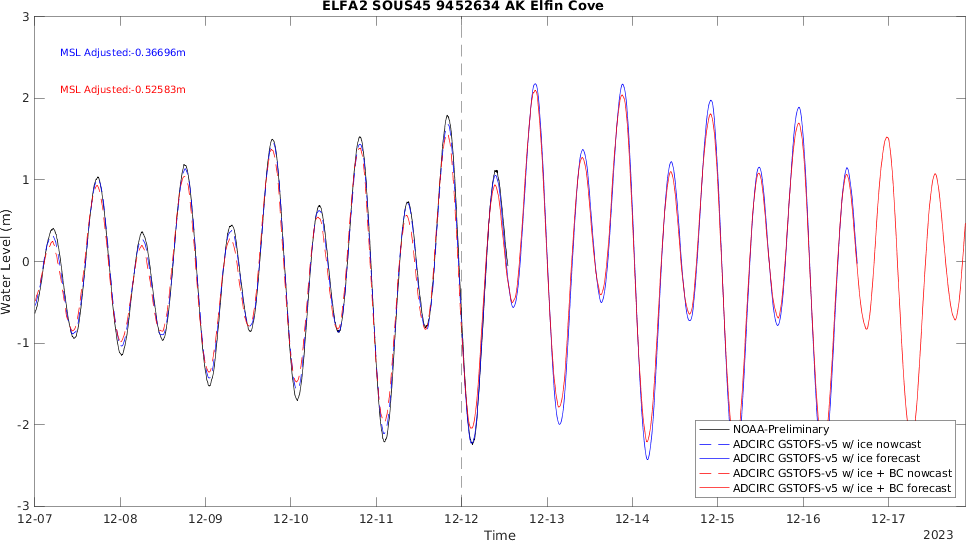 ELFA2 SOUS45 9452634 AK Elfin Cove
MSL Adjusted:-0.36696m
MSL Adjusted:-0.52583m
Water Level (m)
3
2
1
0
-1
-2
-3
NOAA-Preliminary
ADCIRC GSTOFS-v5 w/ ice nowcast
ADCIRC GSTOFS-v5 w/ ice forecast
ADCIRC GSTOFS-v5 w/ ice + BC nowcast
ADCIRC GSTOFS-v5 w/ ice + BC forecast
12-07 12-08 12-09 12-10 12-11 12-12 12-13 12-14 12-15 12-16 12-17
Time
2023